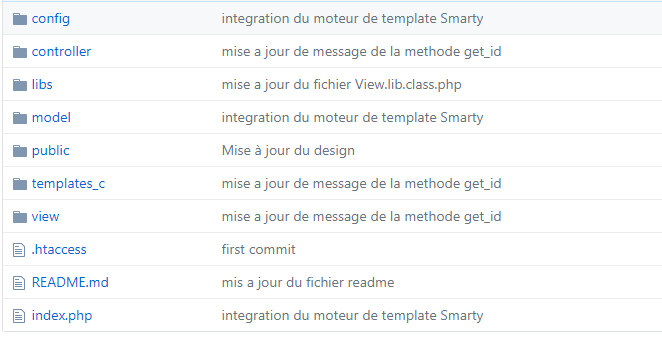 config integration du moteur de template Smarty
controller mise a jour de message de la methode get_id
libs mise a jour du fichier View.lib.class.php
model integration du moteur de template Smarty
public Mise à jour du design
templates_c mise a jour de message de la methode get_id
view mise a jour de message de la methode get_id
.htaccess first commit
README.md mis a jour du fichier readme
index.php integration du moteur de template Smarty